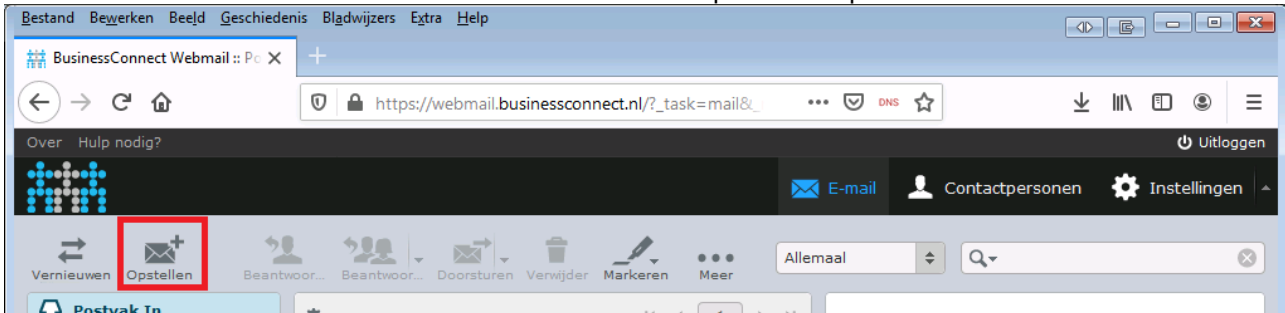 Bestand Bewerken Beeld Geschiedenis Bladwijzers Extra Help
BusinessConnect Webmail :: Po
https://webmail.businessconnect.nl/?_task=mail&_
DNS
Over Hulp nodig? Uitloggen
E-mail Contactpersonen Instellingen
Vernieuwen Opstellen Beantwoor... Beantwoor... Doorsturen Verwijder Markeren Meer
Allemaal
Postvak In